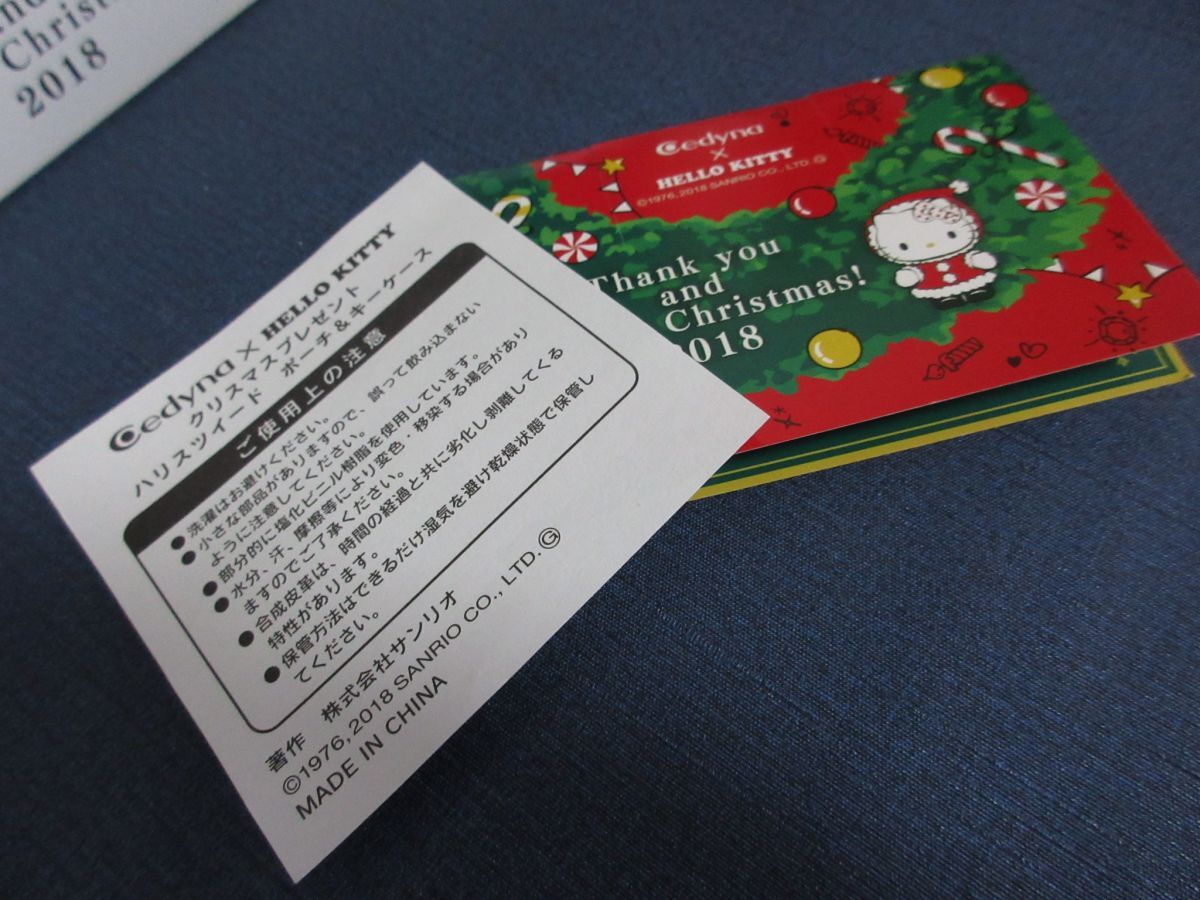 Christ
2018
Cedyna
×
HELLO KITTY
©1976, 2018 SANRIO CO., LTD. Ⓖ
Thank you
and
Christmas!
2018
Cedyna × HELLO KITTY
クリスマスプレゼント
ハリスツイード ポーチ&キーケース
ご使用上の注意
●洗濯はお避けください。
●小さな部品がありますので、誤って飲み込まない
ように注意してください。
●部分的に塩化ビニール樹脂を使用しています。
●水分、汗、摩擦等により変色・移染する場合があり
ますのでご了承ください。
●合成皮革は、時間の経過と共に劣化し剥離してくる
特性があります。
●保管方法はできるだけ湿気を避け乾燥状態で保管し
てください。
著作 株式会社サンリオ
©1976, 2018 SANRIO CO., LTD. Ⓖ
MADE IN CHINA